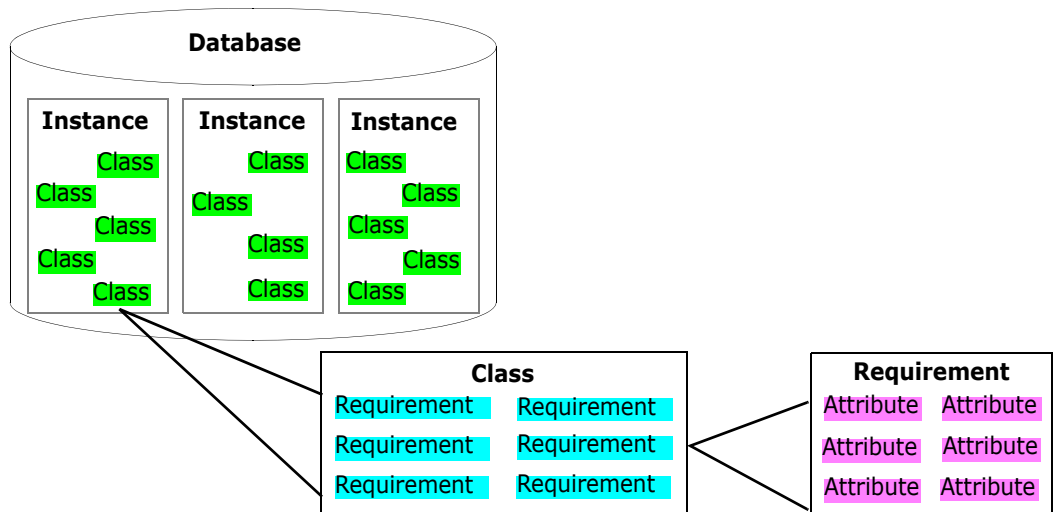 Database
Instance
Class
Class
Class
Class
Class
Instance
Class
Class
Class
Class
Instance
Class
Class
Class
Class
Class
Class
Requirement Requirement
Requirement Requirement
Requirement Requirement
Requirement
Attribute Attribute
Attribute Attribute
Attribute Attribute